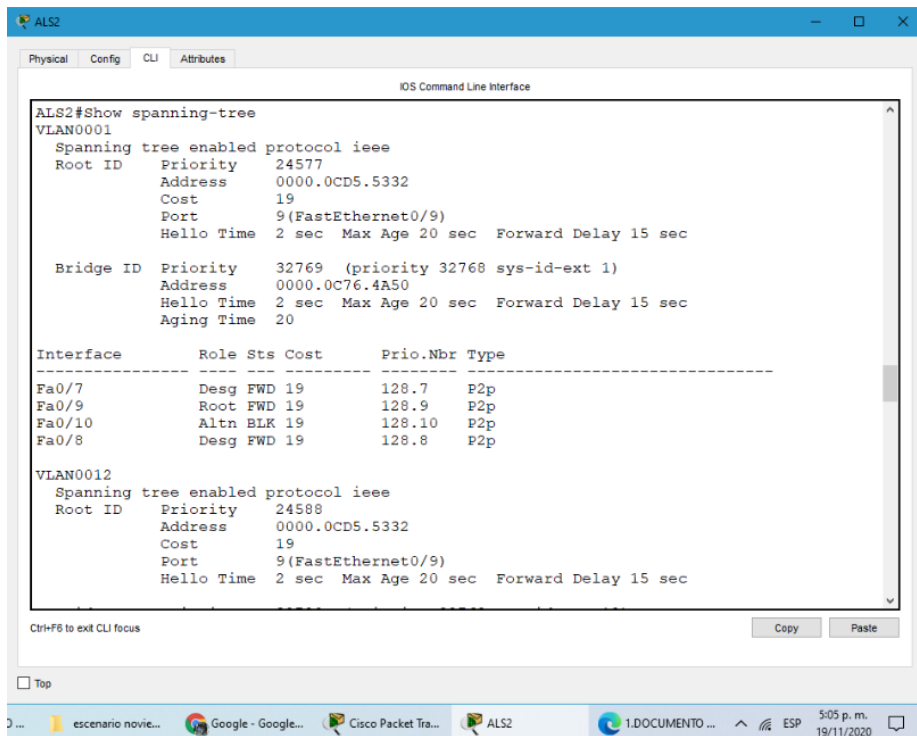 ALS2
Physical Config CLI Attributes
IOS Command Line Interface
ALS2#Show spanning-tree
VLAN0001
  Spanning tree enabled protocol ieee
  Root ID    Priority    24577
             Address     0000.0CD5.5332
             Cost        19
             Port        9(FastEthernet0/9)
             Hello Time  2 sec  Max Age 20 sec  Forward Delay 15 sec
  Bridge ID  Priority    32769  (priority 32768 sys-id-ext 1)
             Address     0000.0C76.4A50
             Hello Time  2 sec  Max Age 20 sec  Forward Delay 15 sec
             Aging Time  20
Interface        Role Sts Cost      Prio.Nbr Type
---------------- ---- --- --------- -------- --------------------------------
Fa0/7            Desg FWD 19        128.7    P2p
Fa0/9            Root FWD 19        128.9    P2p
Fa0/10           Altn BLK 19        128.10   P2p
Fa0/8            Desg FWD 19        128.8    P2p
VLAN0012
  Spanning tree enabled protocol ieee
  Root ID    Priority    24588
             Address     0000.0CD5.5332
             Cost        19
             Port        9(FastEthernet0/9)
             Hello Time  2 sec  Max Age 20 sec  Forward Delay 15 sec
Ctrl+F6 to exit CLI focus
Copy Paste
Top
... escenario novie... Google - Google... Cisco Packet Tra... ALS2 1.DOCUMENTO ... ESP 5:05 p. m.
19/11/2020